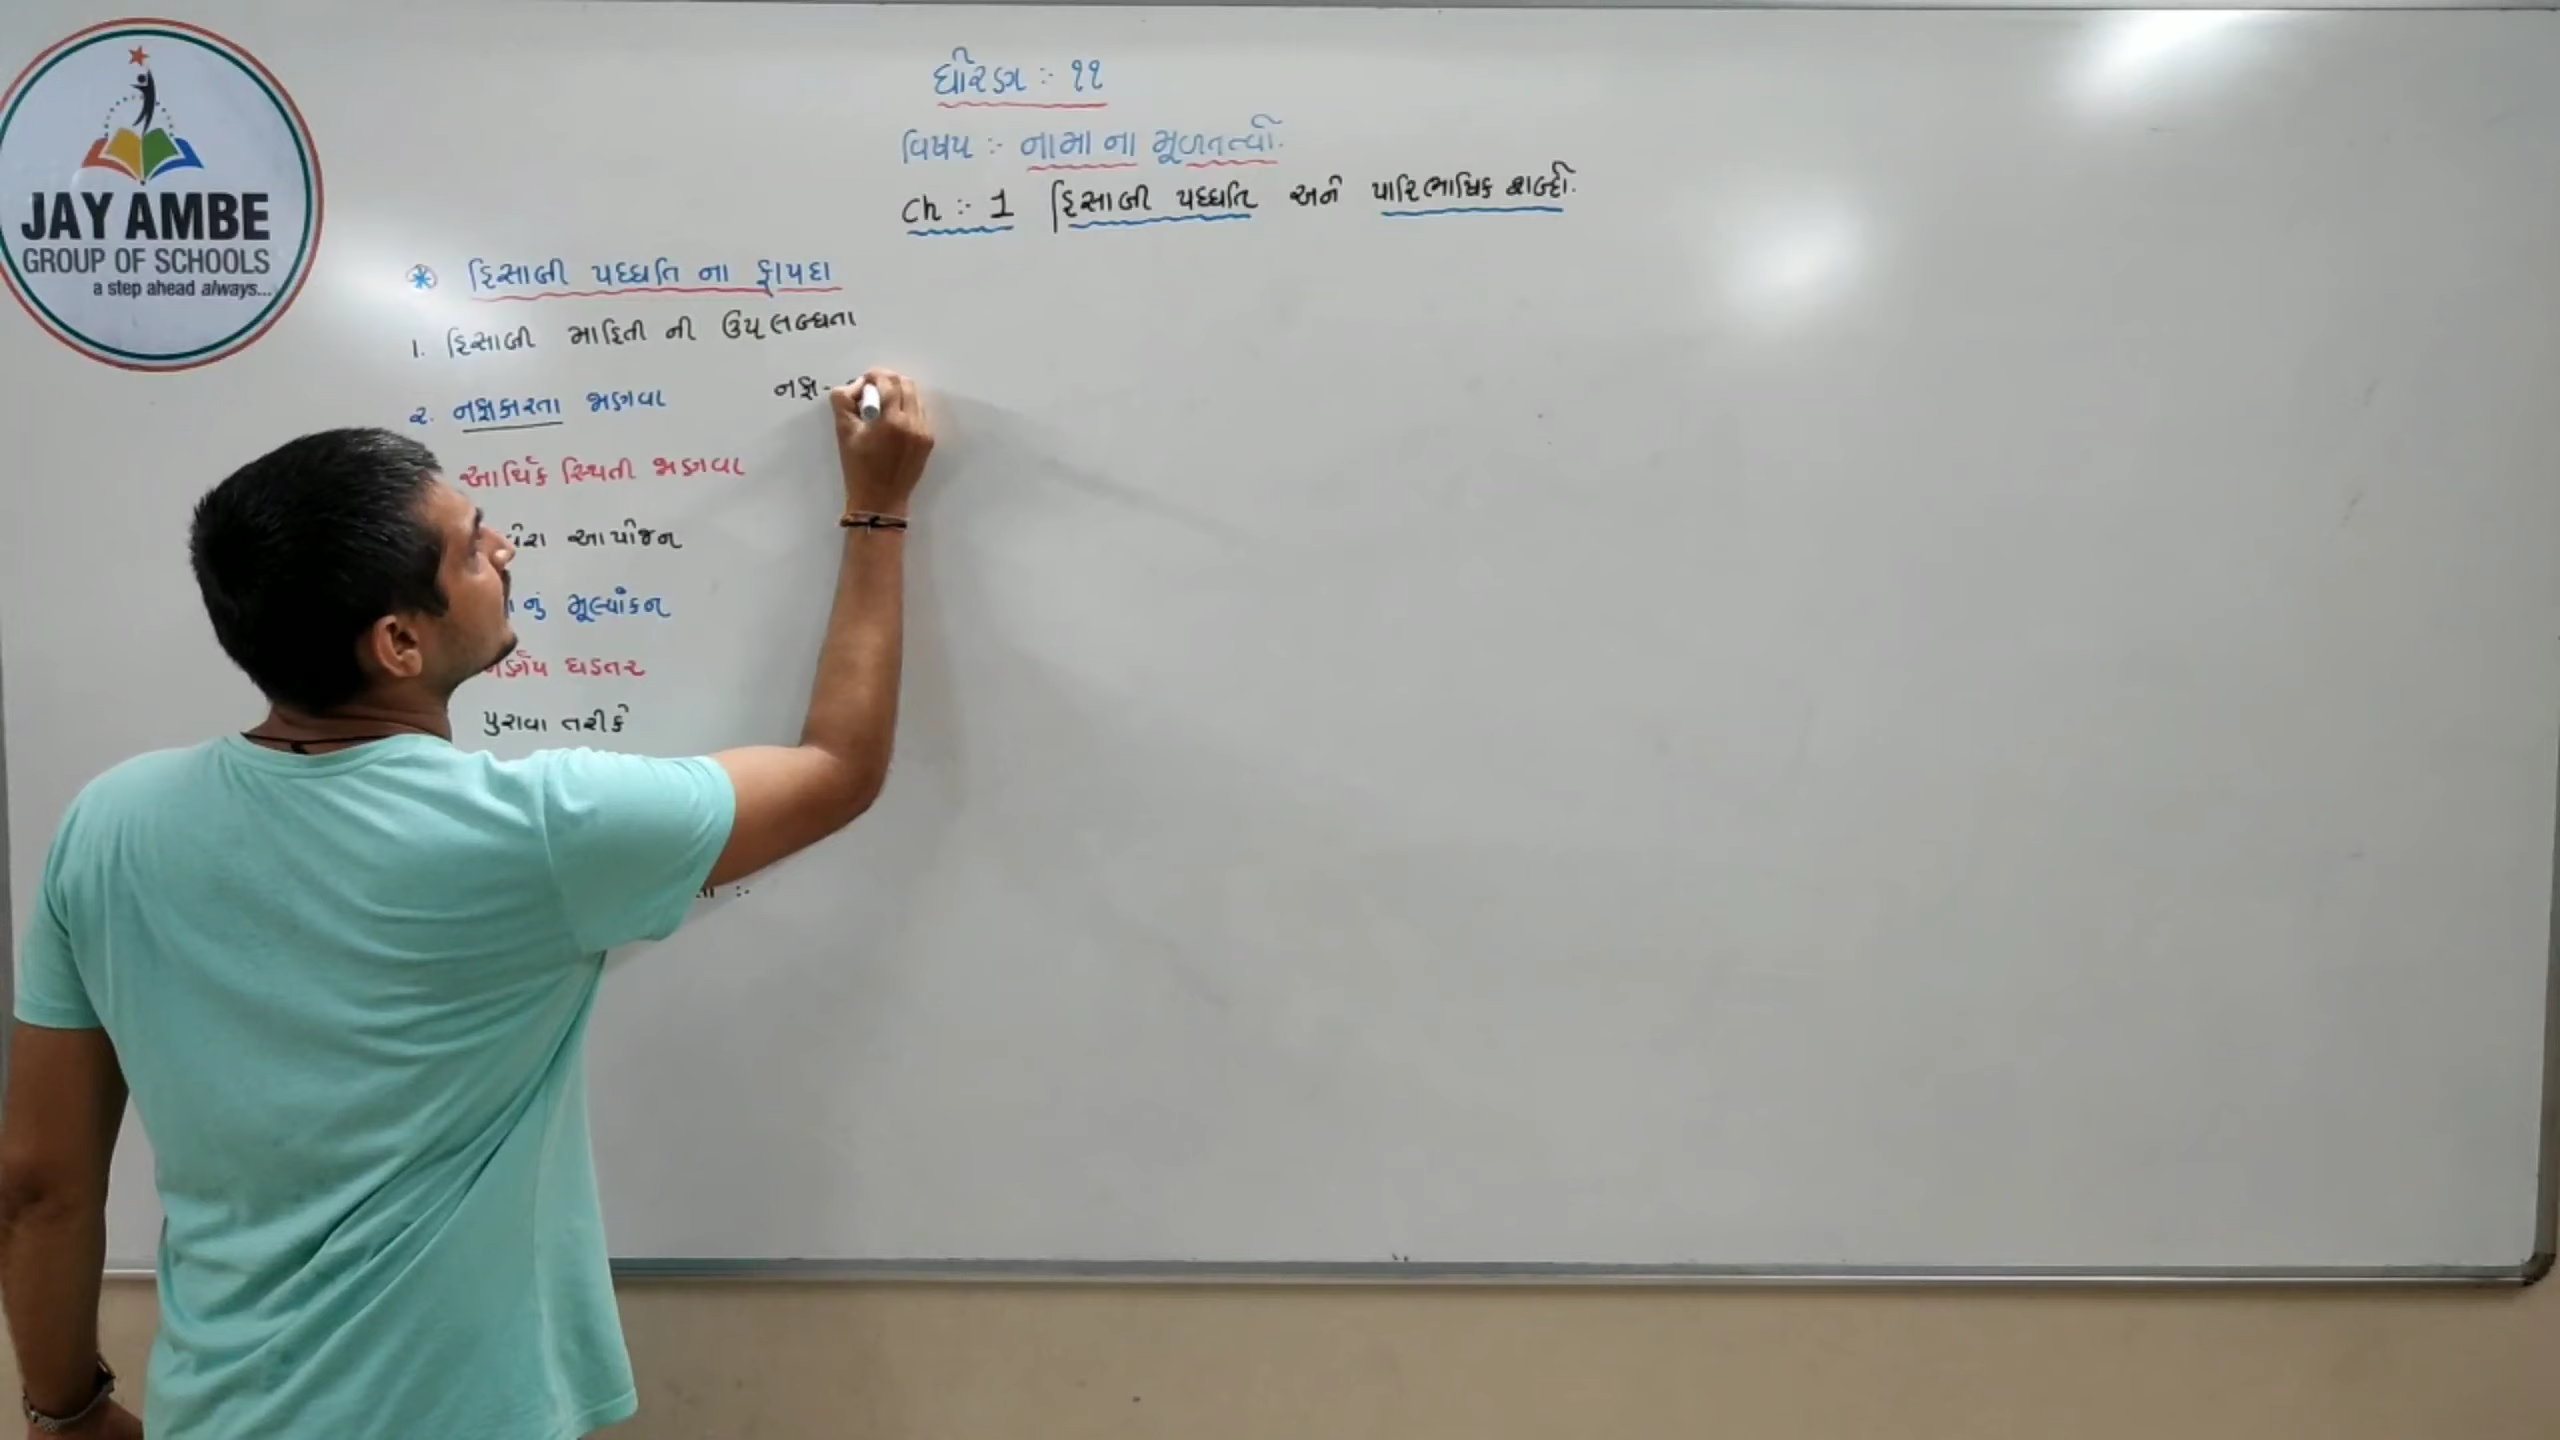 JAY AMBE
GROUP OF SCHOOLS
a step ahead always...
ધોરણ :- ૧૧
વિષય :- નામા ના મૂળતત્વો.
Ch :- 1 હિસાબી પધ્ધતિ અને પારિભાષિક શબ્દો.
હિસાબી પધ્ધતિ ના ફાયદા
1. હિસાબી માહિતી ની ઉપલબ્ધતા
૨. નફાકારતા જાણવા નફા -
આર્થિક સ્થિતી જાણવા
આયોજન
નું મૂલ્યાંકન
ઘડતર
પુરાવા તરીકે